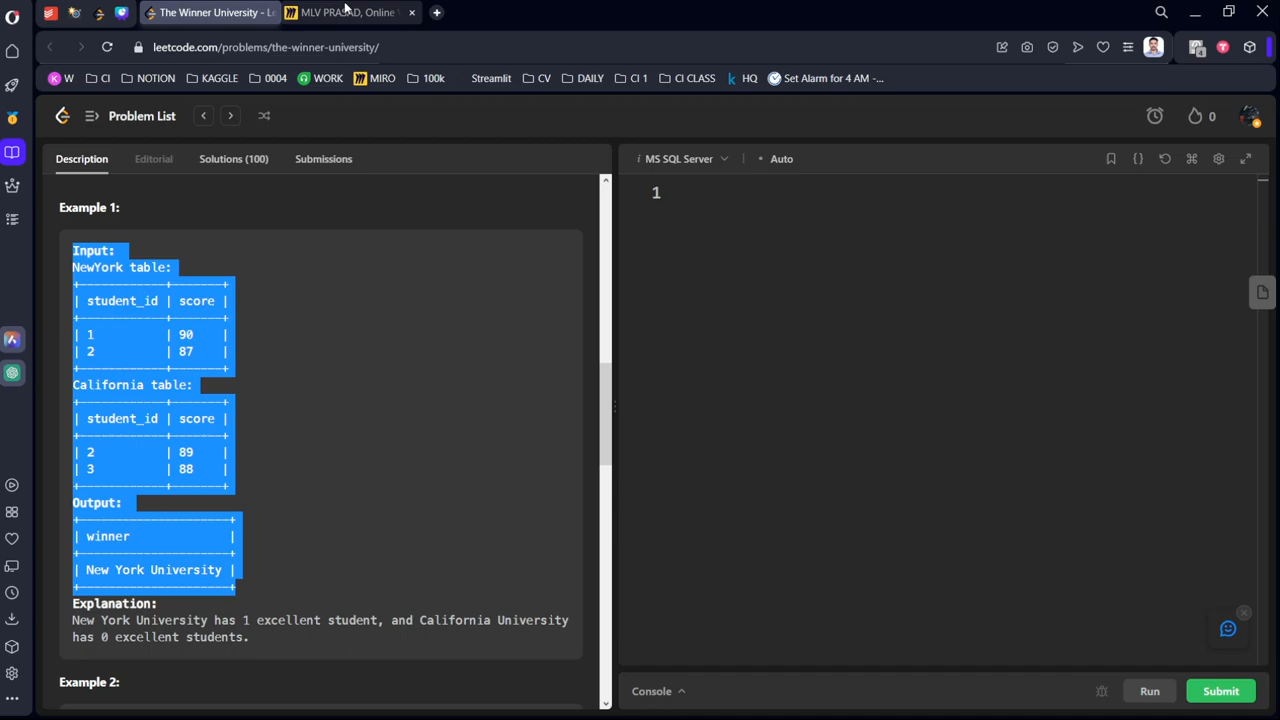 The Winner University - Le
MLV PRASAD, Online W
leetcode.com/problems/the-winner-university/
W
CI
NOTION
KAGGLE
0004
WORK
MIRO
100k
Streamlit
CV
DAILY
CI 1
CI CLASS
HQ
Set Alarm for 4 AM -...
Problem List
0
Description
Editorial
Solutions (100)
Submissions
i MS SQL Server
• Auto
Example 1:
1
Input:
NewYork table:
+------------+-------+
| student_id | score |
+------------+-------+
| 1 | 90 |
| 2 | 87 |
+------------+-------+
California table:
+------------+-------+
| student_id | score |
+------------+-------+
| 2 | 89 |
| 3 | 88 |
+------------+-------+
Output:
+---------------------+
| winner |
+---------------------+
| New York University |
+---------------------+
Explanation:
New York University has 1 excellent student, and California University
has 0 excellent students.
Example 2:
Console
Run
Submit